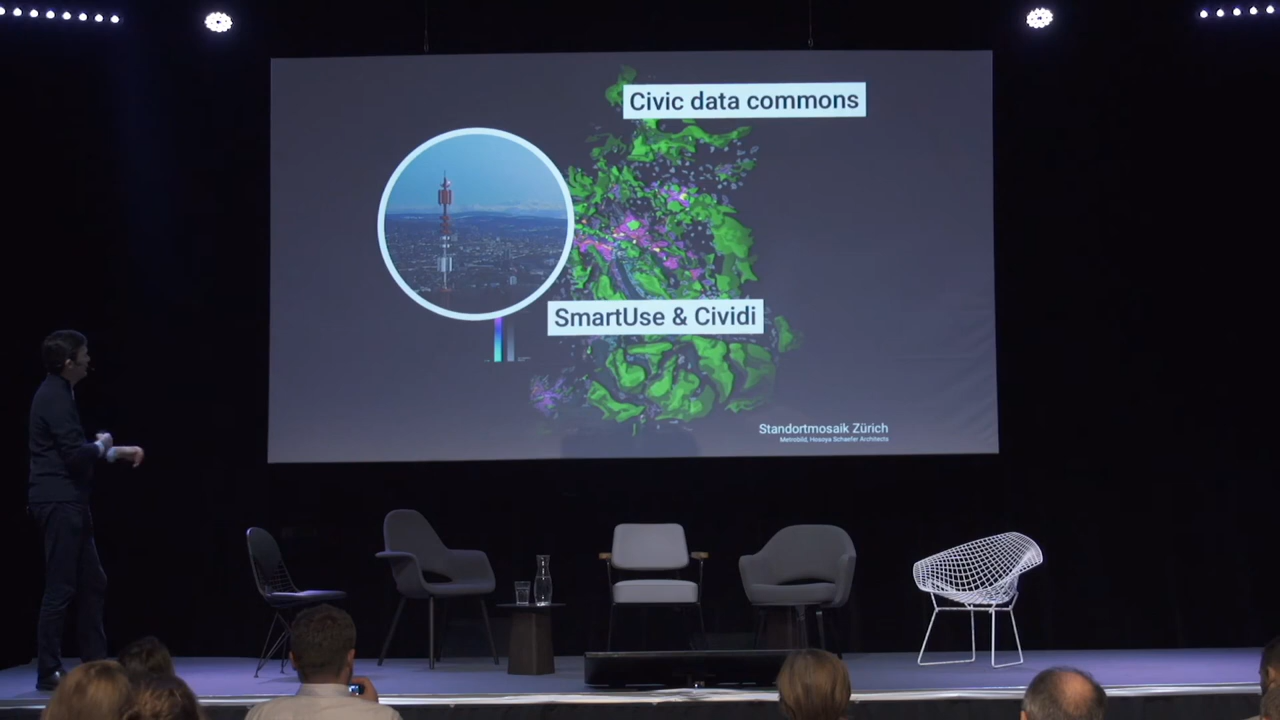 Civic data commons
SmartUse & Cividi
Standortmosaik Zürich
Metrobild, Hosoya Schaefer Architects